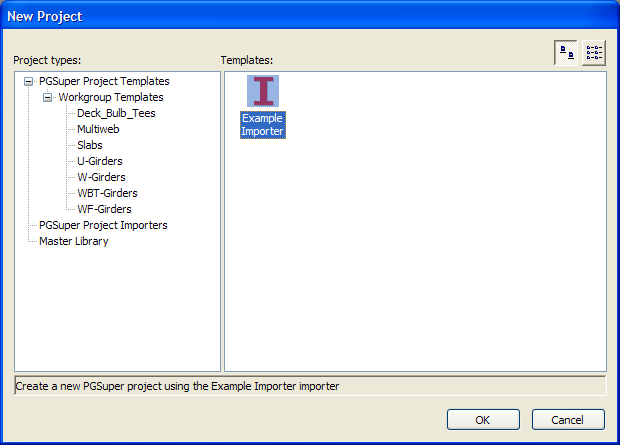 New Project
Project types:
Templates:
PGSuper Project Templates
Workgroup Templates
Deck_Bulb_Tees
Multiweb
Slabs
U-Girders
W-Girders
WBT-Girders
WF-Girders
PGSuper Project Importers
Master Library
Example
Importer
Create a new PGSuper project using the Example Importer importer
OK
Cancel